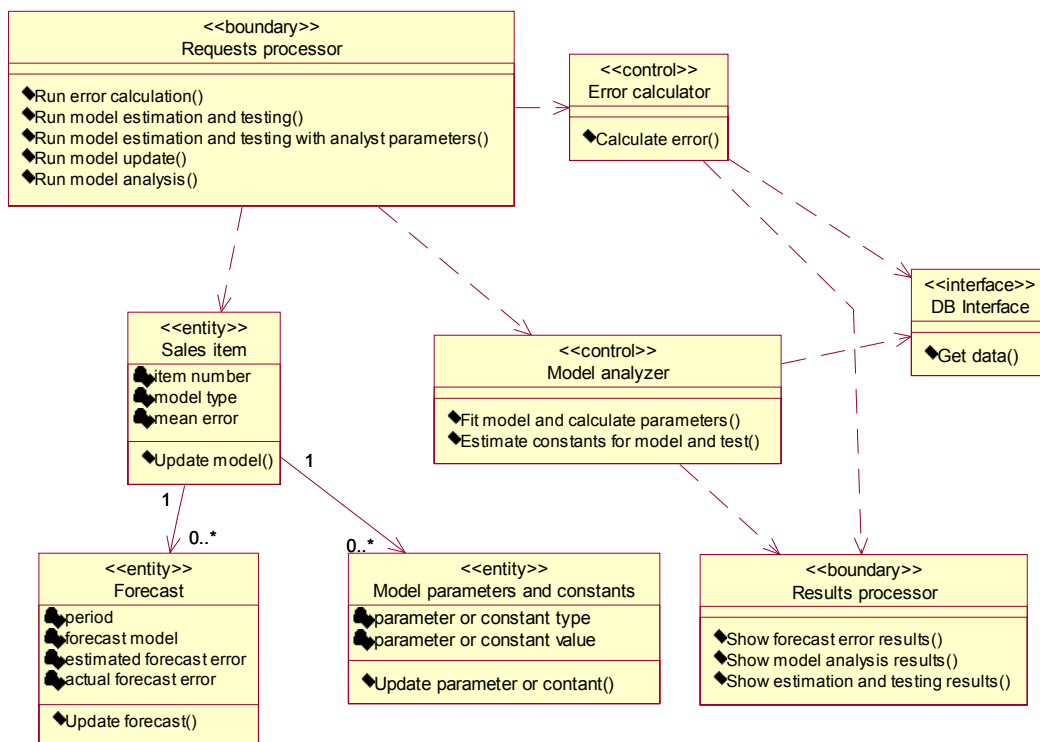 <<boundary>>
Requests processor
Run error calculation()
Run model estimation and testing()
Run model estimation and testing with analyst parameters()
Run model update()
Run model analysis()
<<control>>
Error calculator
Calculate error()
<<interface>>
DB Interface
Get data()
<<entity>>
Sales item
item number
model type
mean error
Update model()
<<control>>
Model analyzer
Fit model and calculate parameters()
Estimate constants for model and test()
1
1
0..*
0..*
<<entity>>
Forecast
period
forecast model
estimated forecast error
actual forecast error
Update forecast()
<<entity>>
Model parameters and constants
parameter or constant type
parameter or constant value
Update parameter or contant()
<<boundary>>
Results processor
Show forecast error results()
Show model analysis results()
Show estimation and testing results()